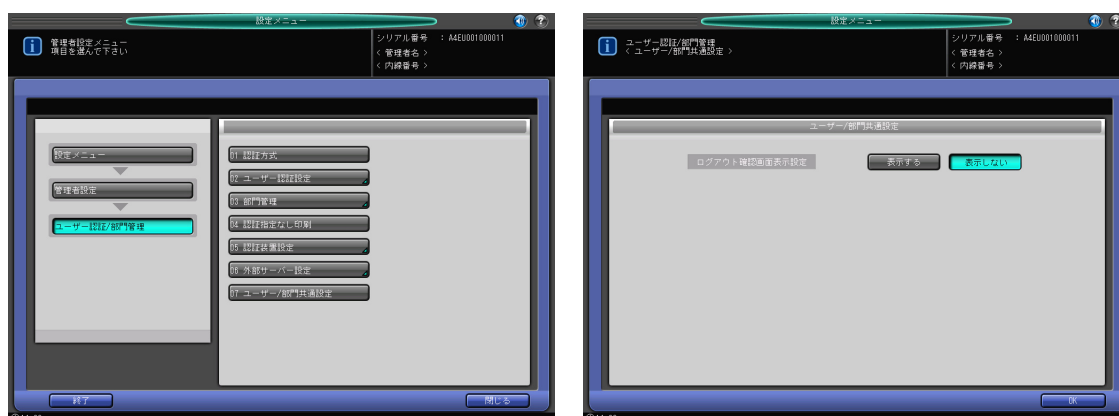 設定メニュー
管理者設定メニュー
項目を選んで下さい
シリアル番号 : A4EU001000011
< 管理者名 >
< 内線番号 >
設定メニュー
管理者設定
ユーザー認証/部門管理
01 認証方式
02 ユーザー認証設定
03 部門管理
04 認証指定なし印刷
05 認証装置設定
06 外部サーバー設定
07 ユーザー/部門共通設定
終了
閉じる
設定メニュー
ユーザー認証/部門管理
< ユーザー/部門共通設定 >
シリアル番号 : A4EU001000011
< 管理者名 >
< 内線番号 >
ユーザー/部門共通設定
ログアウト確認画面表示設定
表示する
表示しない
OK